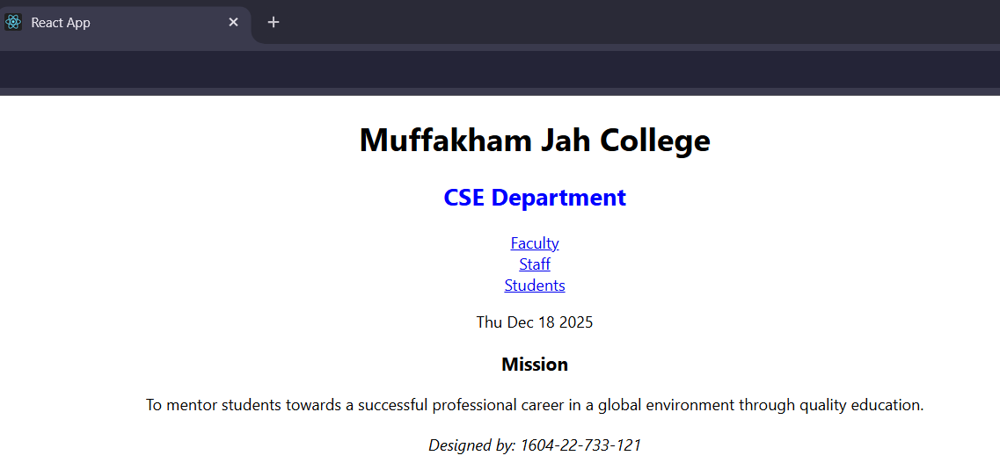 React App
Muffakham Jah College
CSE Department
Faculty
Staff
Students
Thu Dec 18 2025
Mission
To mentor students towards a successful professional career in a global environment through quality education.
Designed by: 1604-22-733-121